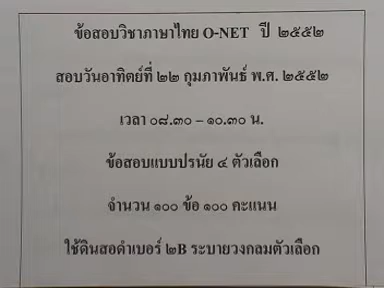 ข้อสอบวิชาภาษาไทย O-NET ปี ๒๕๕๒
สอบวันอาทิตย์ที่ ๒๒ กุมภาพันธ์ พ.ศ. ๒๕๕๒
เวลา ๐๘.๓๐ – ๑๐.๓๐ น.
ข้อสอบแบบปรนัย ๔ ตัวเลือก
จำนวน ๑๐๐ ข้อ ๑๐๐ คะแนน
ใช้ดินสอดำเบอร์ ๒B ระบายวงกลมตัวเลือก